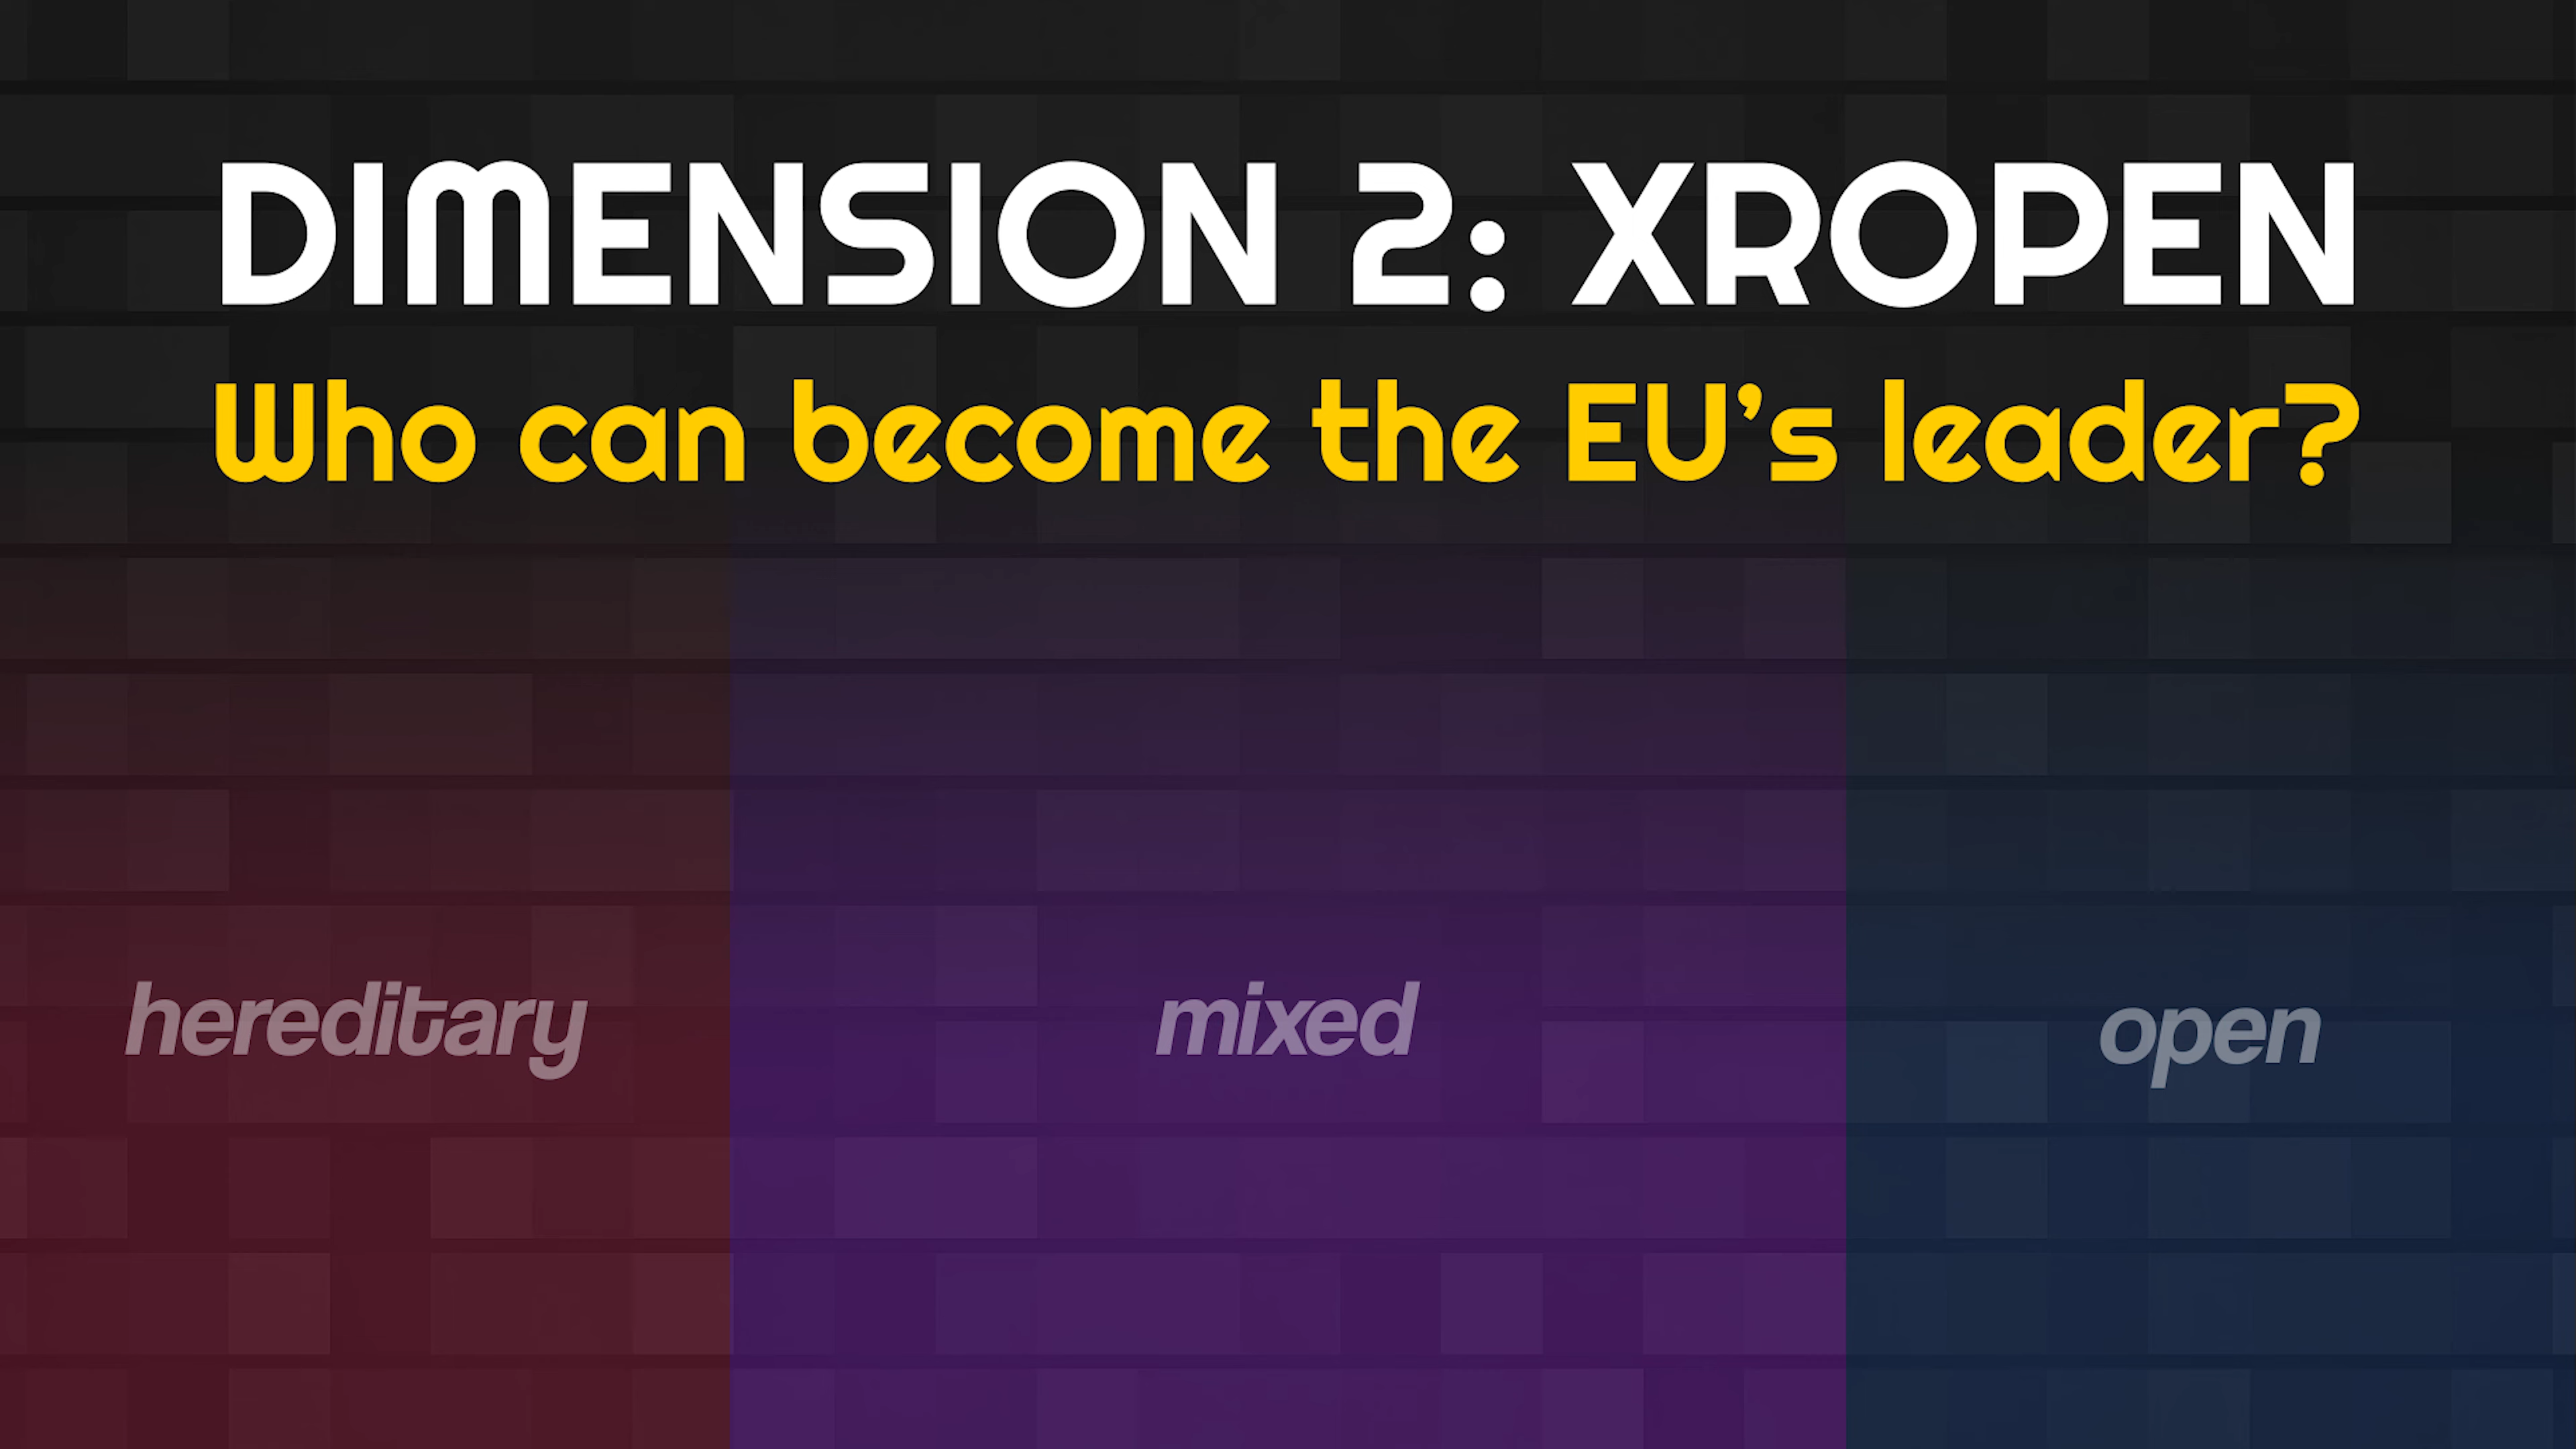 DIMENSION 2: XROPEN
Who can become the EU’s leader?
hereditary
mixed
open